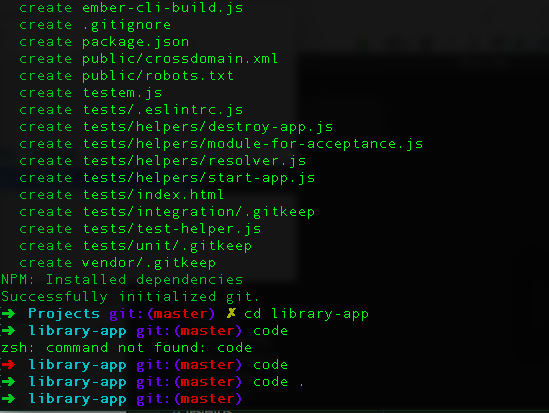 create ember-cli-build.js
create .gitignore
create package.json
create public/crossdomain.xml
create public/robots.txt
create testem.js
create tests/.eslintrc.js
create tests/helpers/destroy-app.js
create tests/helpers/module-for-acceptance.js
create tests/helpers/resolver.js
create tests/helpers/start-app.js
create tests/index.html
create tests/integration/.gitkeep
create tests/test-helper.js
create tests/unit/.gitkeep
create vendor/.gitkeep
NPM: Installed dependencies
Successfully initialized git.
➜ Projects git:(master) ✗ cd library-app
➜ library-app git:(master) code
zsh: command not found: code
➜ library-app git:(master) code
➜ library-app git:(master) code .
➜ library-app git:(master)